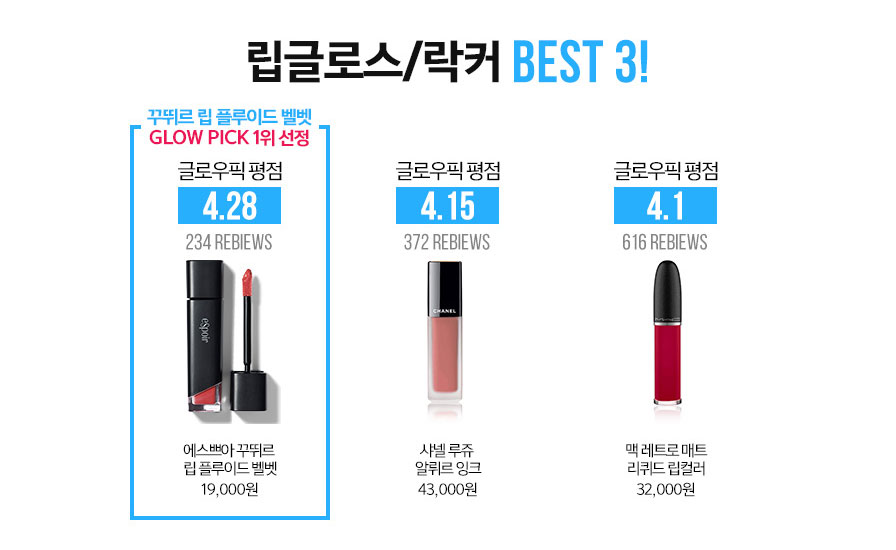 립글로스/락커 BEST 3!
꾸뛰르 립 플루이드 벨벳
GLOW PICK 1위 선정
글로우픽 평점
4.28
234 REBIEWS
eSpoir
에스쁘아 꾸뛰르
립 플루이드 벨벳
19,000원
글로우픽 평점
4.15
372 REBIEWS
CHANEL
샤넬 루쥬
알뤼르 잉크
43,000원
글로우픽 평점
4.1
616 REBIEWS
맥 레트로 매트
리퀴드 립컬러
32,000원